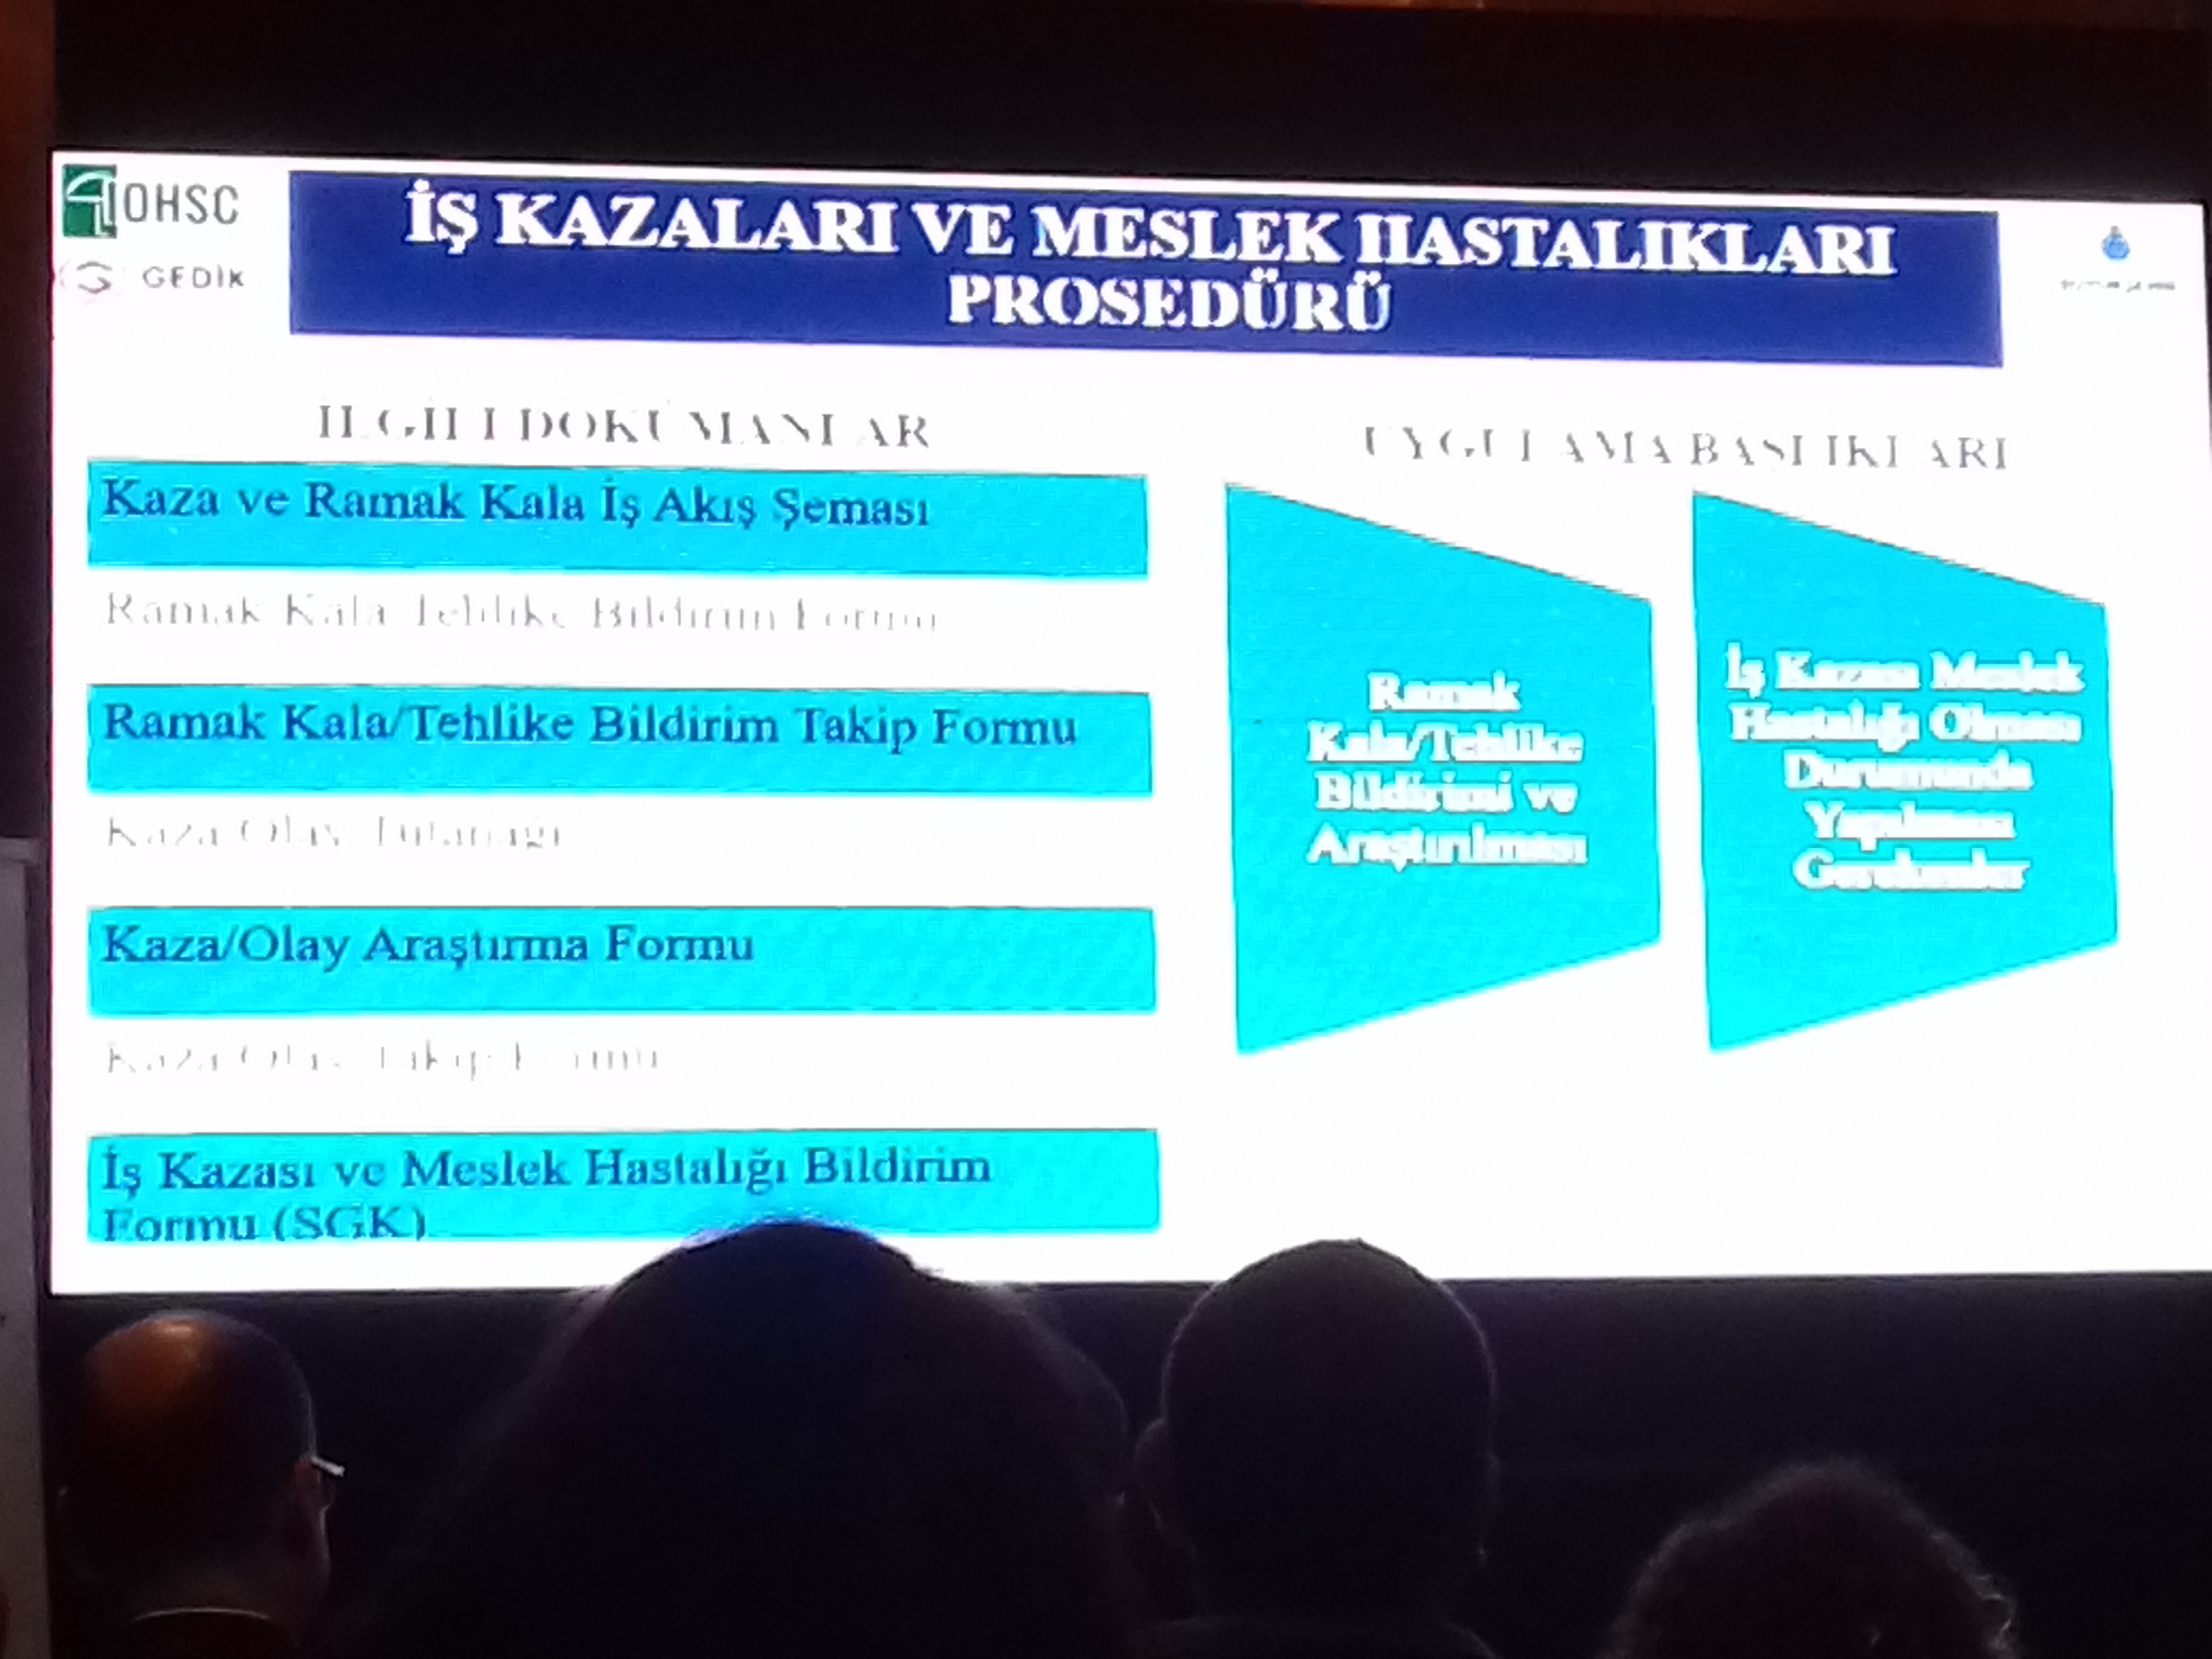 OHSC
GEDİK
İŞ KAZALARI VE MESLEK HASTALIKLARI
PROSEDÜRÜ
İLGİLİ DOKÜMANLAR
Kaza ve Ramak Kala İş Akış Şeması
Ramak Kala Tehlike Bildirim Formu
Ramak Kala/Tehlike Bildirim Takip Formu
Kaza Olay Tutanağı
Kaza/Olay Araştırma Formu
Kaza Olay Takip Formu
İş Kazası ve Meslek Hastalığı Bildirim
Formu (SGK)
UYGULAMA BAŞLIKLARI
Ramak
Kala/Tehlike
Bildirimi ve
Araştırılması
İş Kazası Meslek
Hastalığı Olması
Durumunda
Yapılması
Gerekenler